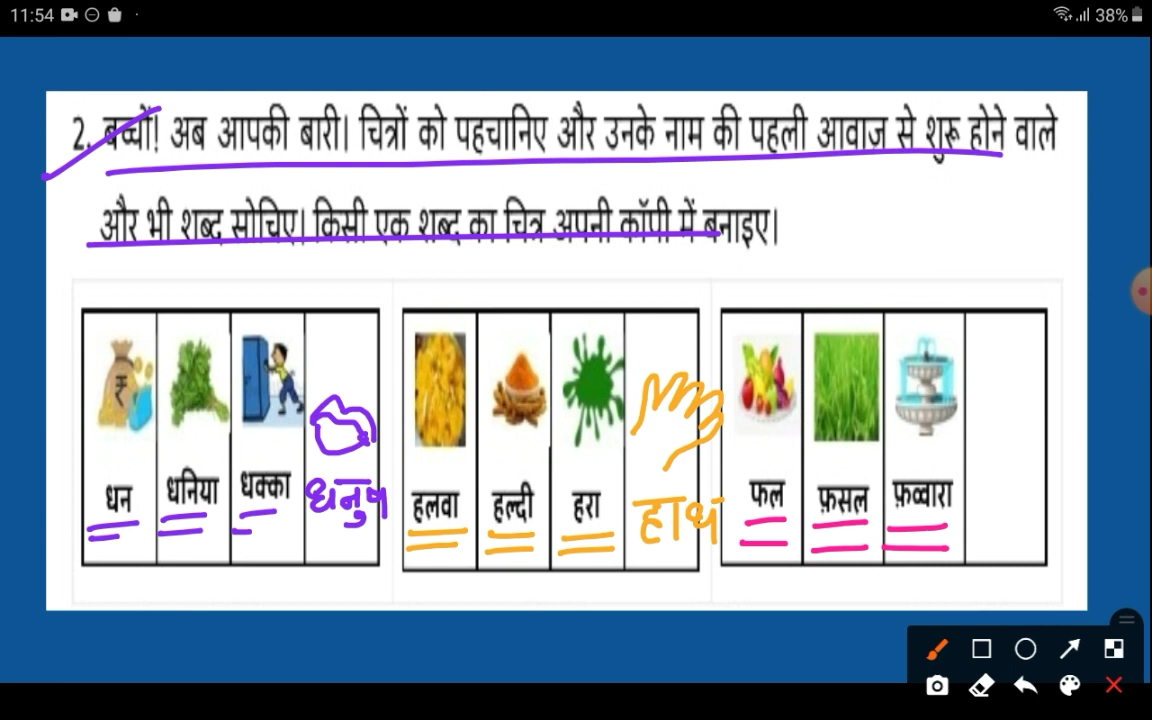 11:54 38%
2. बच्चों! अब आपकी बारी। चित्रों को पहचानिए और उनके नाम की पहली आवाज़ से शुरू होने वाले
और भी शब्द सोचिए। किसी एक शब्द का चित्र अपनी कॉपी में बनाइए।
₹
धन धनिया धक्का धनुष हलवा हल्दी हरा हाथ फल फ़सल फ़व्वारा